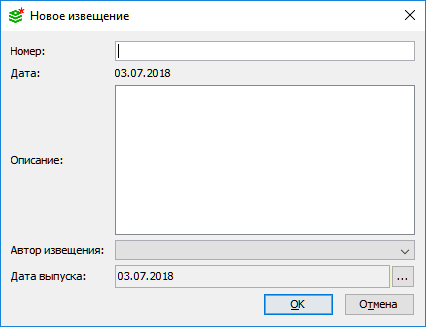 Новое извещение
Номер:
Дата: 03.07.2018
Описание:
Автор извещения:
Дата выпуска: 03.07.2018 ...
OK Отмена